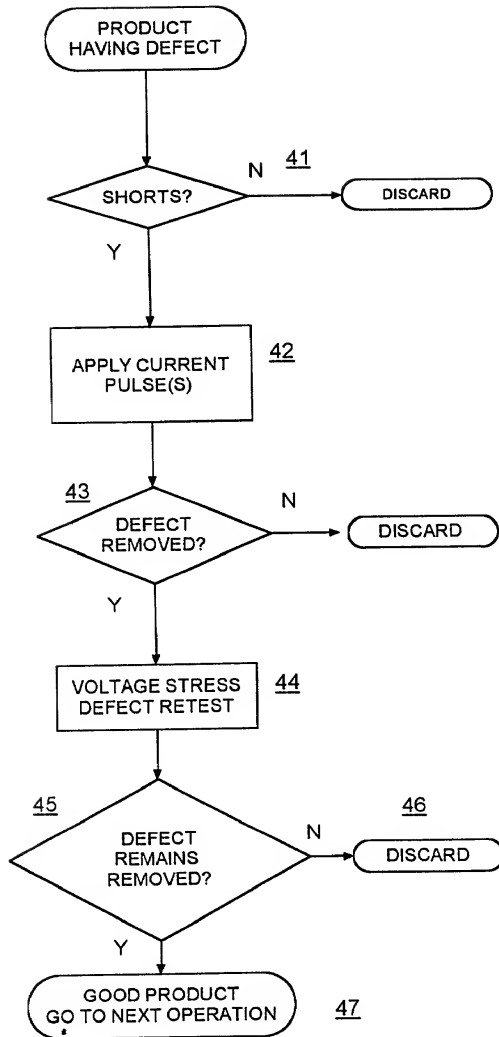 PRODUCT
HAVING DEFECT
41
N
SHORTS?
DISCARD
Y
42
APPLY CURRENT
PULSE(S)
43
N
DEFECT
REMOVED?
DISCARD
Y
44
VOLTAGE STRESS
DEFECT RETEST
45
46
N
DEFECT
REMAINS
REMOVED?
DISCARD
Y
GOOD PRODUCT
GO TO NEXT OPERATION
47